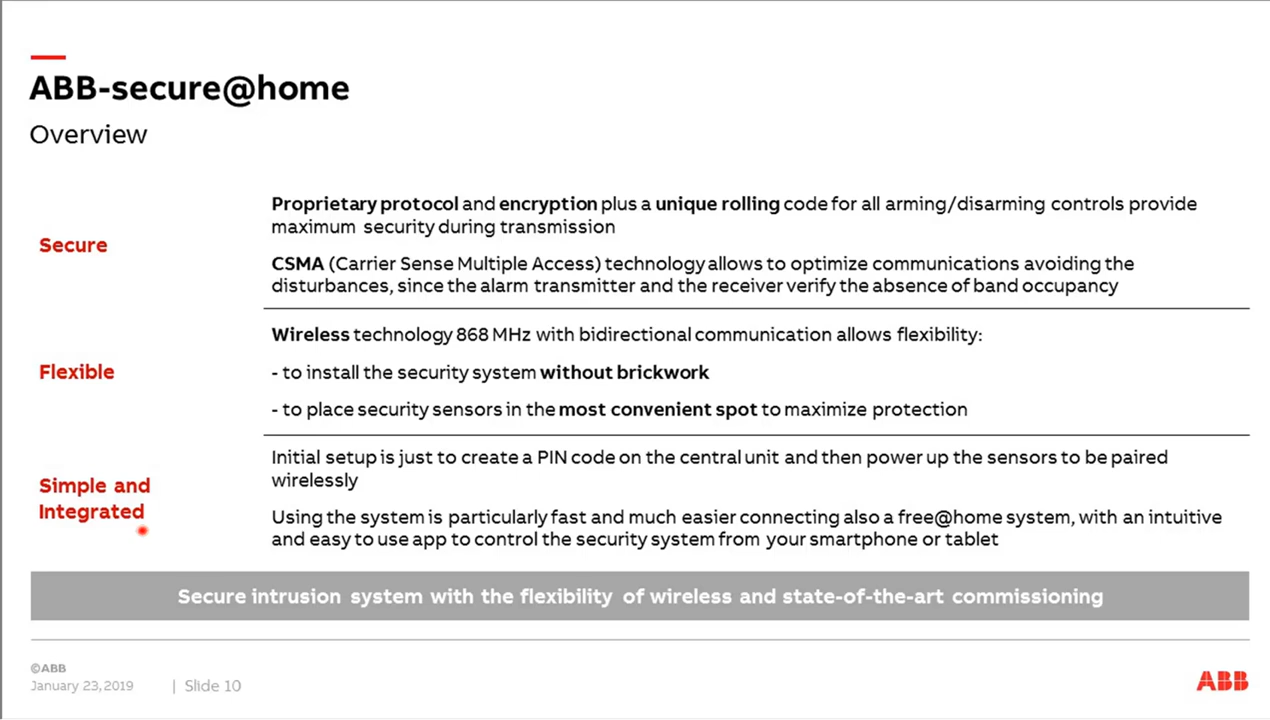 ABB-secure@home
Overview
Secure
Proprietary protocol and encryption plus a unique rolling code for all arming/disarming controls provide
maximum security during transmission
CSMA (Carrier Sense Multiple Access) technology allows to optimize communications avoiding the
disturbances, since the alarm transmitter and the receiver verify the absence of band occupancy
Flexible
Wireless technology 868 MHz with bidirectional communication allows flexibility:
- to install the security system without brickwork
- to place security sensors in the most convenient spot to maximize protection
Simple and
Integrated
Initial setup is just to create a PIN code on the central unit and then power up the sensors to be paired
wirelessly
Using the system is particularly fast and much easier connecting also a free@home system, with an intuitive
and easy to use app to control the security system from your smartphone or tablet
Secure intrusion system with the flexibility of wireless and state-of-the-art commissioning
©ABB
January 23, 2019 | Slide 10
ABB